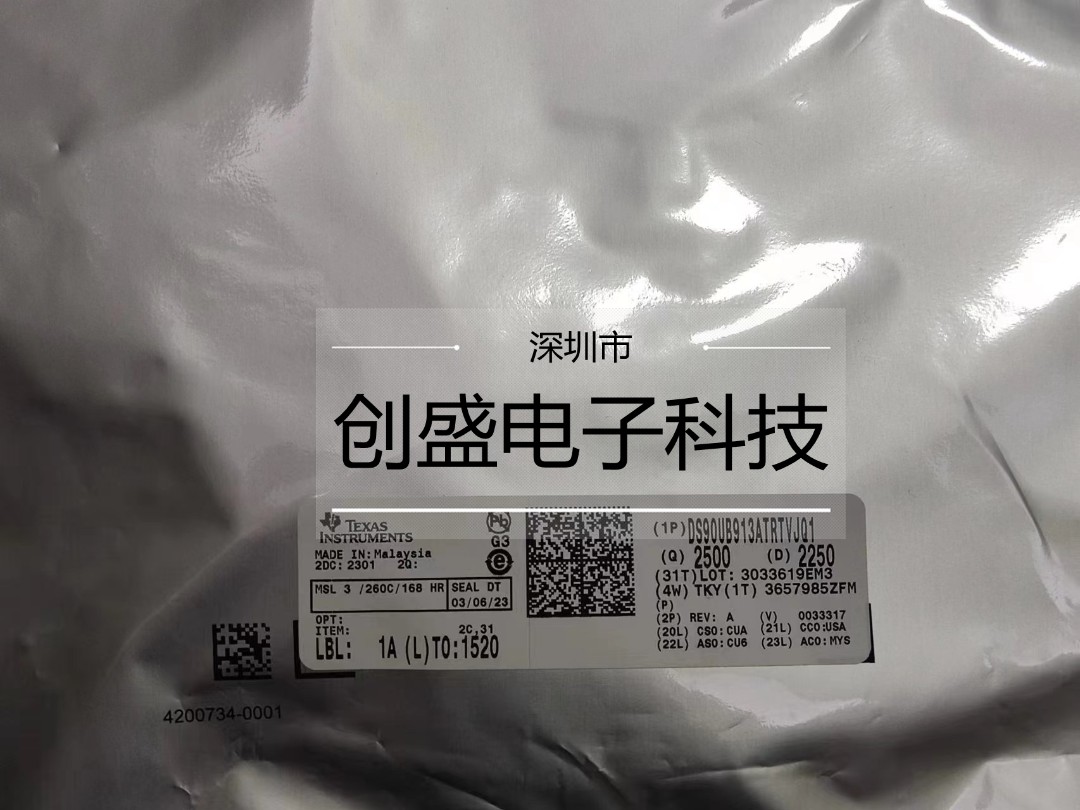 深圳市
创盛电子科技
TEXAS
INSTRUMENTS
Pb
G3
e
MADE IN: Malaysia
2DC: 2301 2Q:
MSL 3 /260C/168 HR
SEAL DT
03/06/23
OPT:
ITEM:
2C,31
LBL: 1A (L)TO:1520
(1P) DS90UB913ATRTVJQ1
(Q) 2500 (D) 2250
(31T)LOT: 3033619EM3
(4W) TKY(1T) 3657985ZFM
(P)
(2P) REV: A (V) 0033317
(20L) CSO:CUA (21L) CCO:USA
(22L) ASO:CU6 (23L) ACO:MYS
4200734-0001